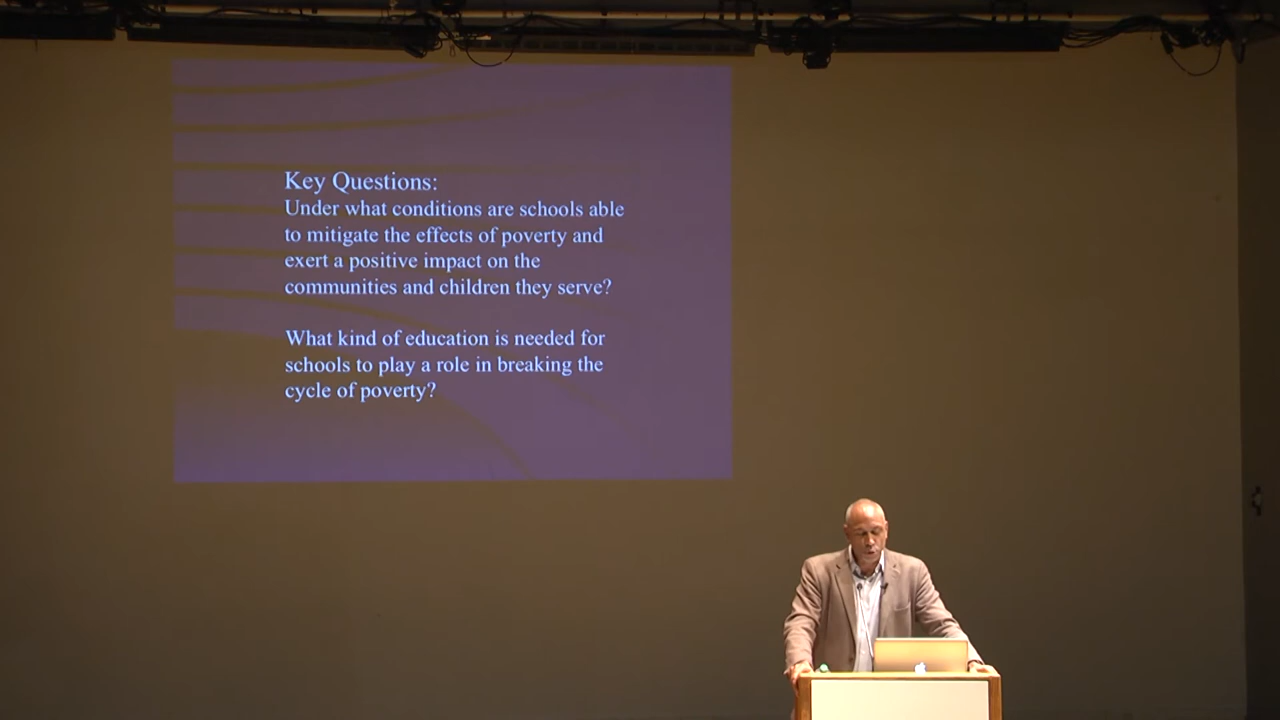 Key Questions:
Under what conditions are schools able
to mitigate the effects of poverty and
exert a positive impact on the
communities and children they serve?
What kind of education is needed for
schools to play a role in breaking the
cycle of poverty?